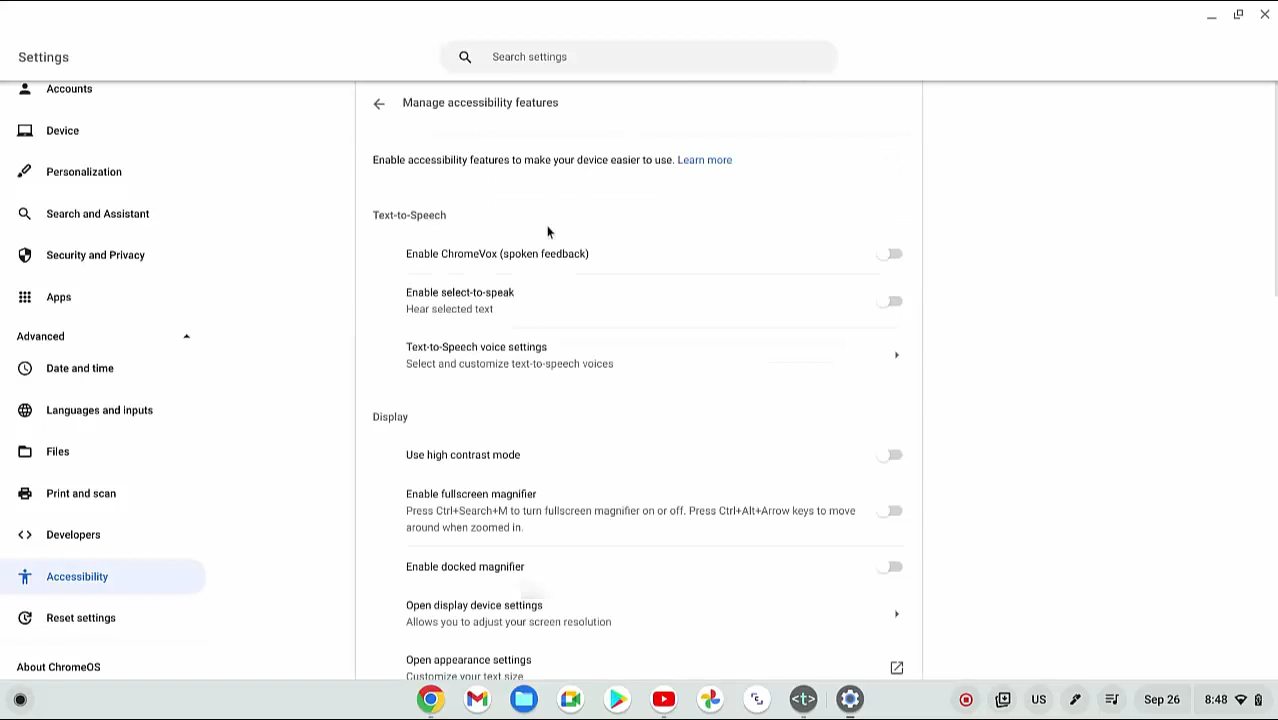 Settings
Search settings
Accounts
Device
Personalization
Search and Assistant
Security and Privacy
Apps
Advanced
Date and time
Languages and inputs
Files
Print and scan
Developers
Accessibility
Reset settings
About ChromeOS
Manage accessibility features
Enable accessibility features to make your device easier to use. Learn more
Text-to-Speech
Enable ChromeVox (spoken feedback)
Enable select-to-speak
Hear selected text
Text-to-Speech voice settings
Select and customize text-to-speech voices
Display
Use high contrast mode
Enable fullscreen magnifier
Press Ctrl+Search+M to turn fullscreen magnifier on or off. Press Ctrl+Alt+Arrow keys to move
around when zoomed in.
Enable docked magnifier
Open display device settings
Allows you to adjust your screen resolution
Open appearance settings
Customize your text size
<t>
US
Sep 26
8:48